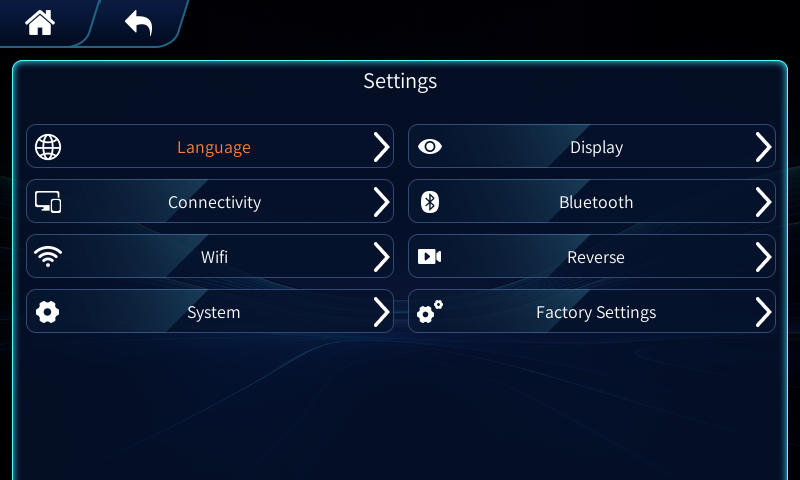 Settings
Language
Display
Connectivity
Bluetooth
Wifi
Reverse
System
Factory Settings